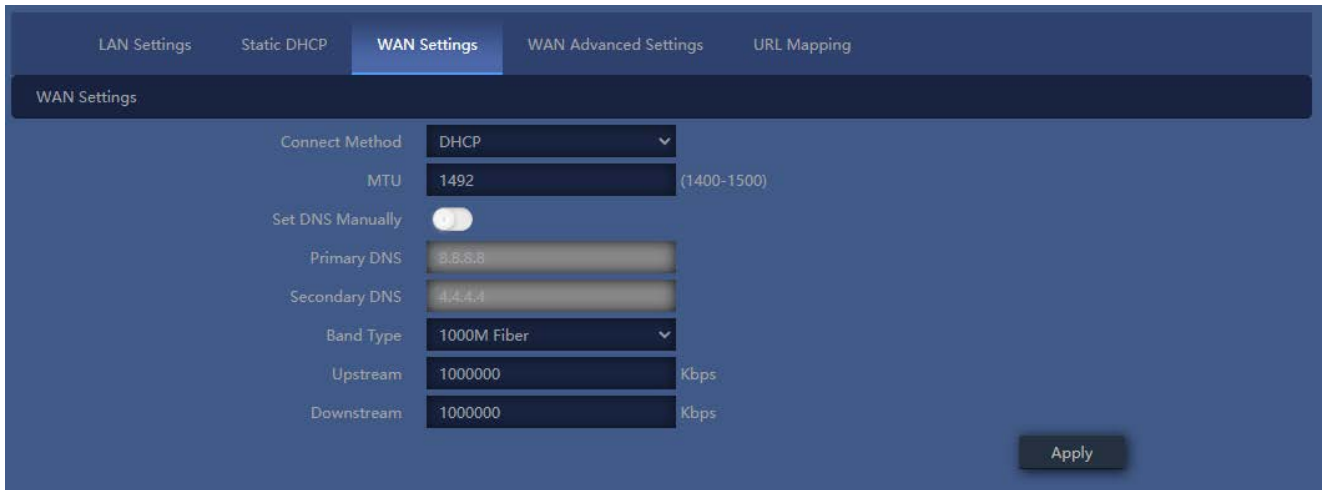 LAN Settings Static DHCP WAN Settings WAN Advanced Settings URL Mapping
WAN Settings
Connect Method DHCP
MTU 1492 (1400-1500)
Set DNS Manually
Primary DNS 8.8.8.8
Secondary DNS 4.4.4.4
Band Type 1000M Fiber
Upstream 1000000 Kbps
Downstream 1000000 Kbps
Apply